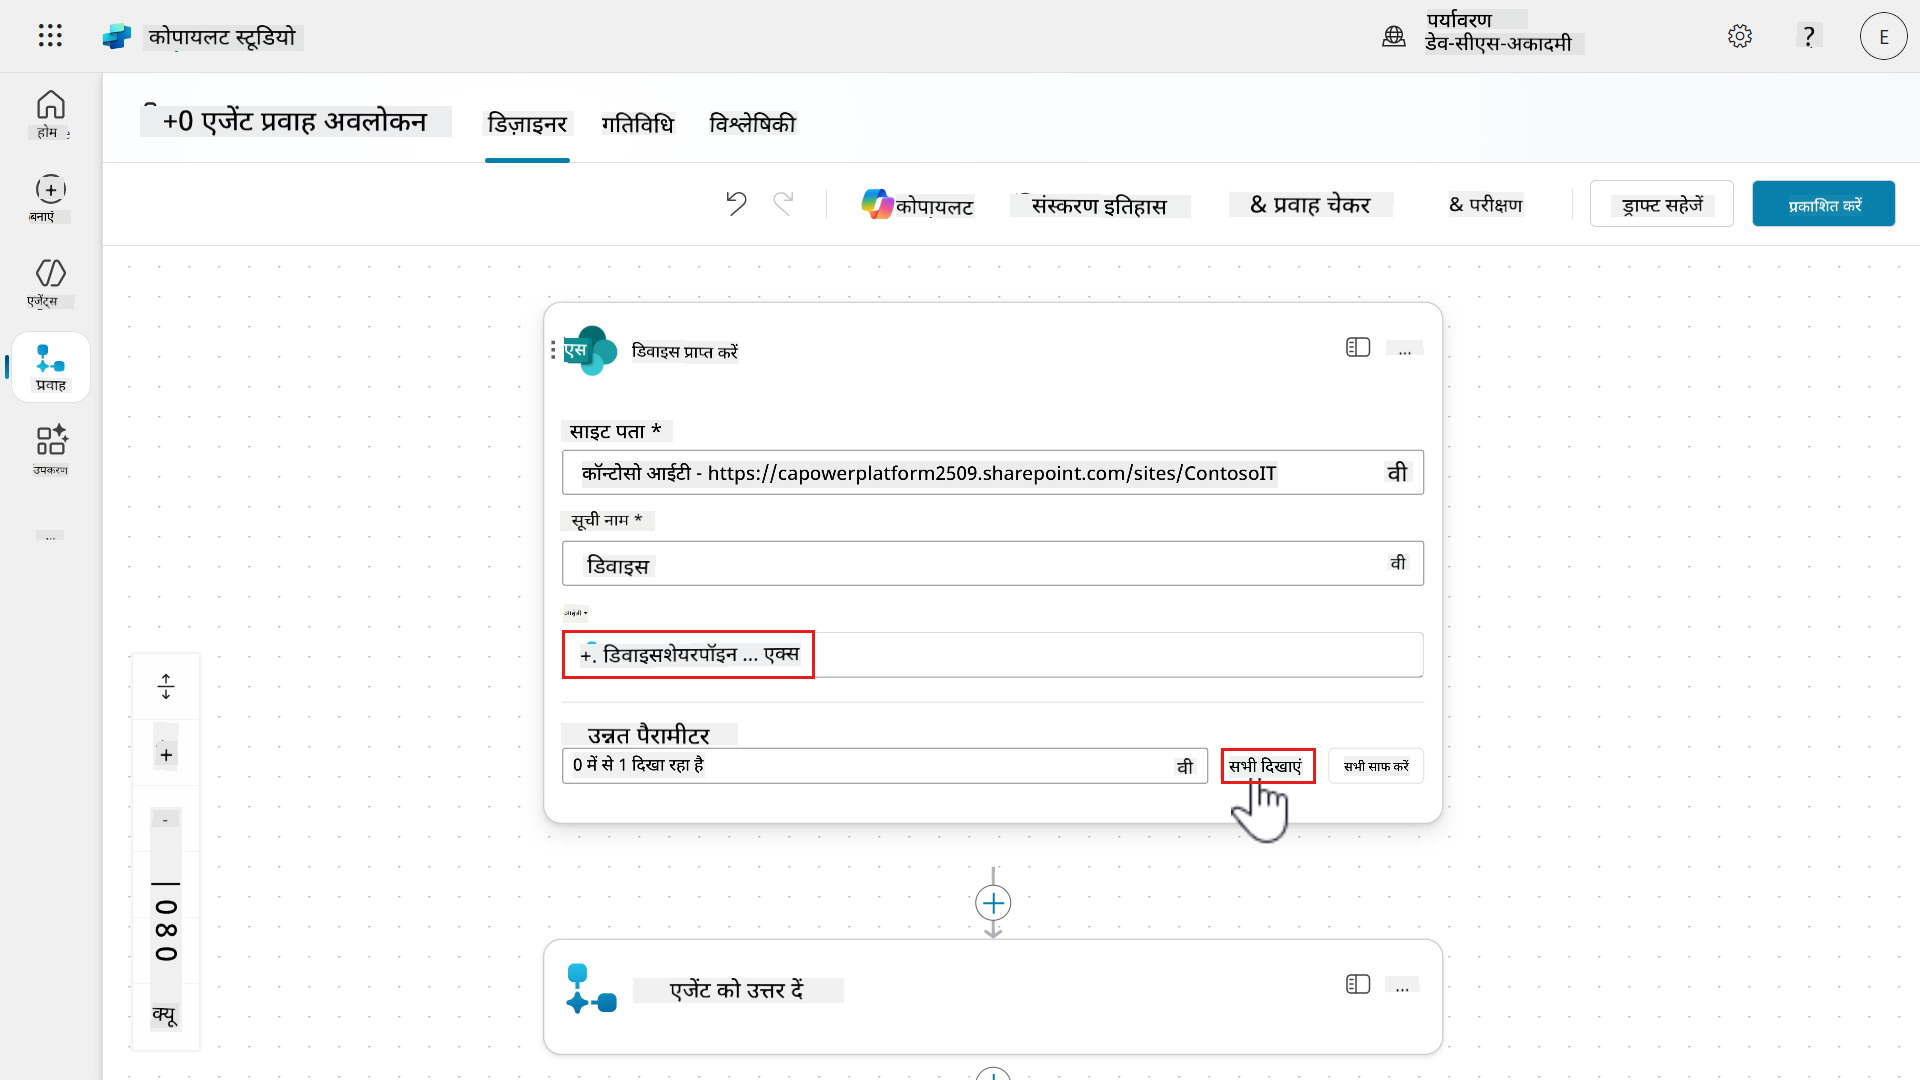 कोपायलट स्टूडियो
पर्यावरण
डेव-सीएस-अकादमी
?
E
होम
बनाएं
एजेंट्स
प्रवाह
उपकरण
...
+0 एजेंट प्रवाह अवलोकन
डिज़ाइनर
गतिविधि
विश्लेषिकी
कोपायलट
संस्करण इतिहास
& प्रवाह चेकर
& परीक्षण
ड्राफ्ट सहेजें
प्रकाशित करें
एस
डिवाइस प्राप्त करें
...
साइट पता *
कॉन्टोसो आईटी - https://capowerplatform2509.sharepoint.com/sites/ContosoIT
वी
सूची नाम *
डिवाइस
वी
+. डिवाइसशेयरपॉइन ... एक्स
उन्नत पैरामीटर
0 में से 1 दिखा रहा है
वी
सभी दिखाएं
सभी साफ करें
+
-
| 080
क्यू
एजेंट को उत्तर दें
...